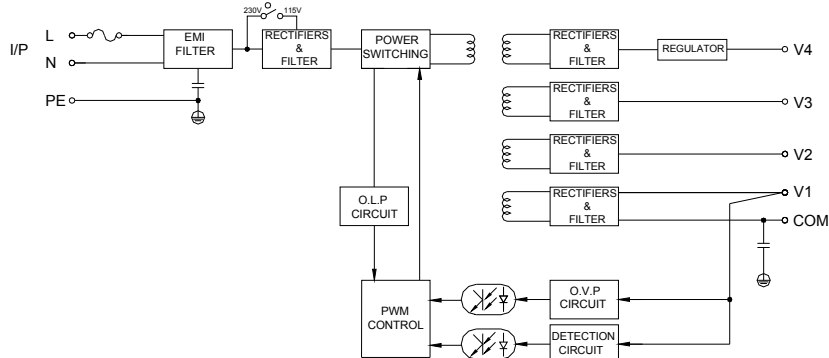 I/P
L
N
PE
EMI
FILTER
230V
115V
RECTIFIERS
&
FILTER
POWER
SWITCHING
RECTIFIERS
&
FILTER
REGULATOR
V4
RECTIFIERS
&
FILTER
V3
RECTIFIERS
&
FILTER
V2
RECTIFIERS
&
FILTER
V1
COM
O.L.P
CIRCUIT
PWM
CONTROL
O.V.P
CIRCUIT
DETECTION
CIRCUIT